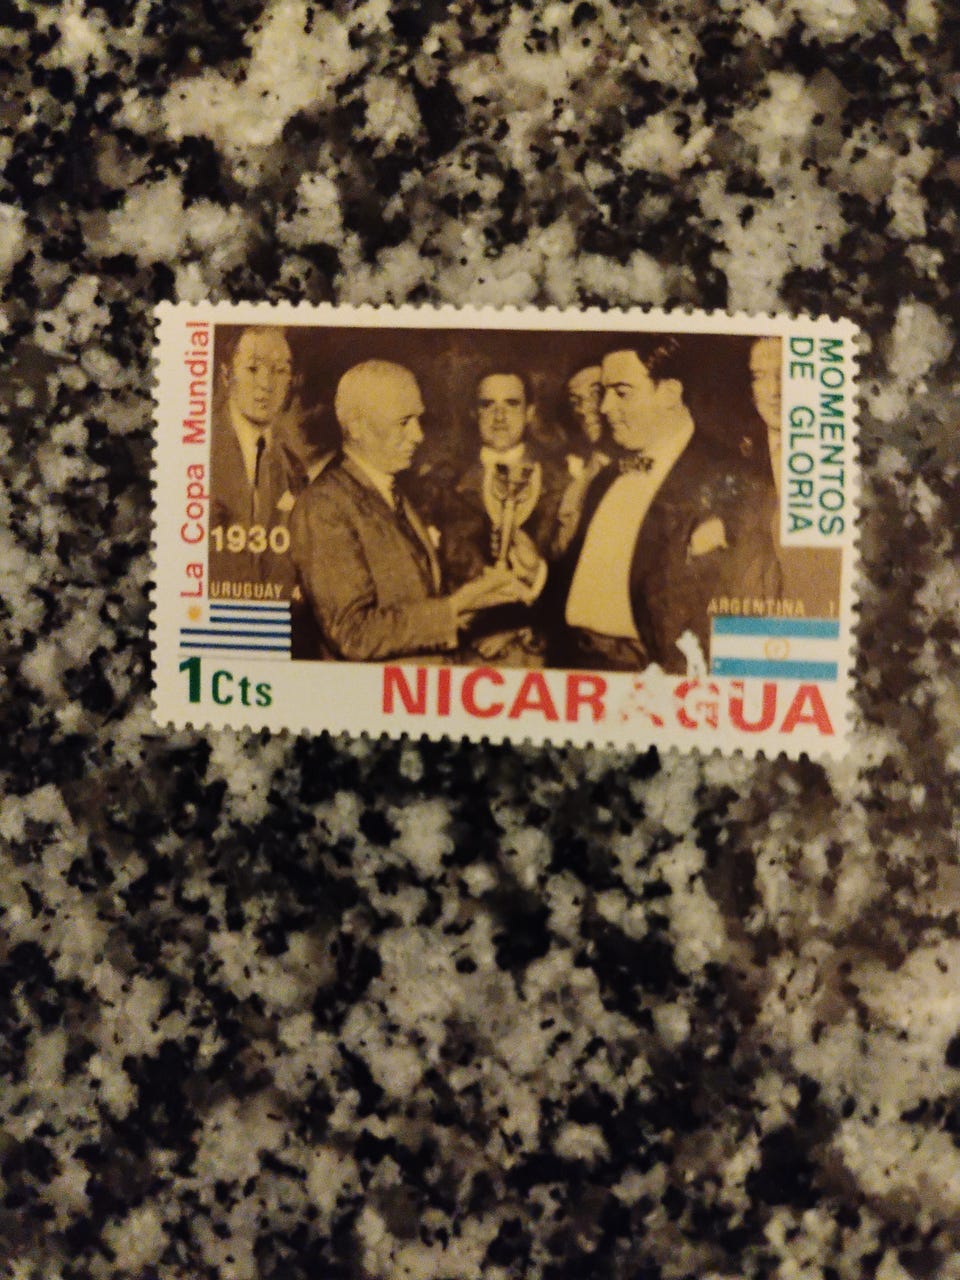 La Copa Mundial
MOMENTOS
DE GLORIA
1930
URUGUAY 4
ARGENTINA 1
1Cts
NICARAGUA